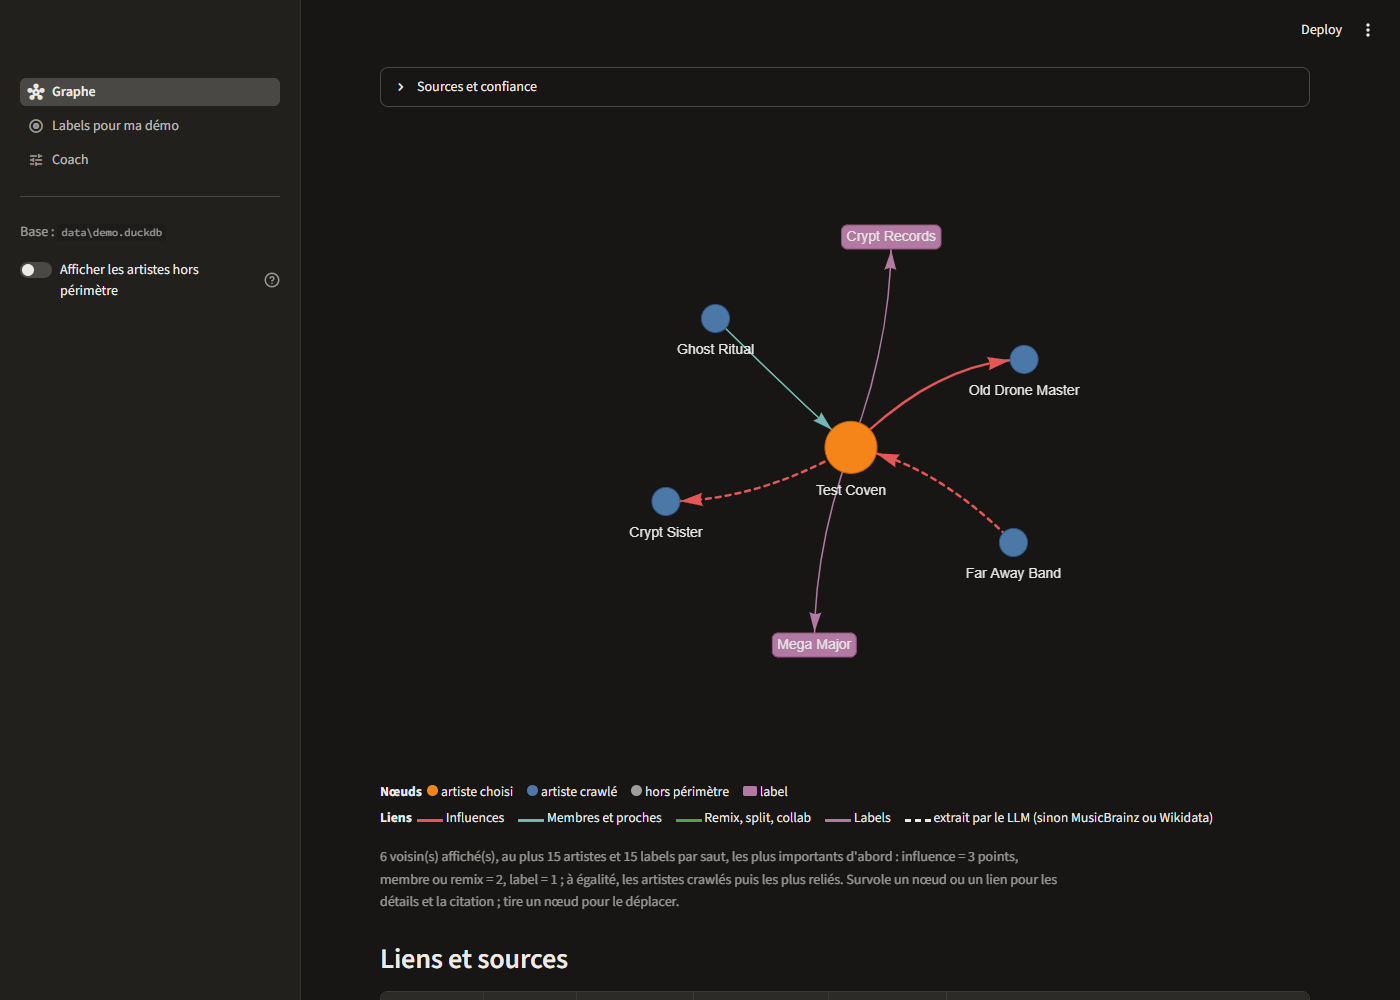 Deploy
Graphe
Labels pour ma démo
Coach
Base : data\demo.duckdb
Afficher les artistes hors
périmètre
Sources et confiance
Crypt Records
Ghost Ritual
Old Drone Master
Test Coven
Crypt Sister
Far Away Band
Mega Major
Nœuds artiste choisi artiste crawlé hors périmètre label
Liens Influences Membres et proches Remix, split, collab Labels extrait par le LLM (sinon MusicBrainz ou Wikidata)
6 voisin(s) affiché(s), au plus 15 artistes et 15 labels par saut, les plus importants d'abord : influence = 3 points,
membre ou remix = 2, label = 1 ; à égalité, les artistes crawlés puis les plus reliés. Survole un nœud ou un lien pour les
détails et la citation ; tire un nœud pour le déplacer.
Liens et sources